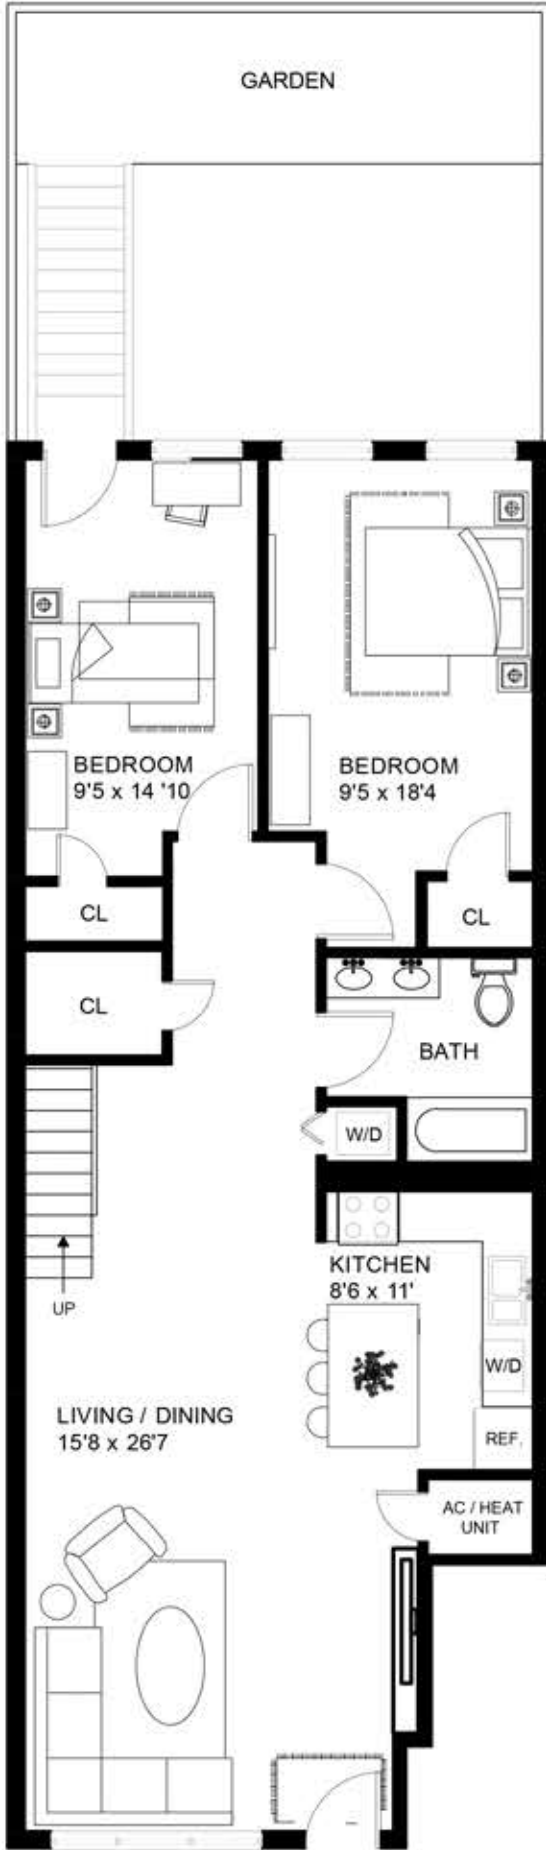 GARDEN
BEDROOM
9'5 x 14 '10
BEDROOM
9'5 x 18'4
CL
CL
CL
BATH
W/D
UP
KITCHEN
8'6 x 11'
W/D
REF.
LIVING / DINING
15'8 x 26'7
AC / HEAT
UNIT